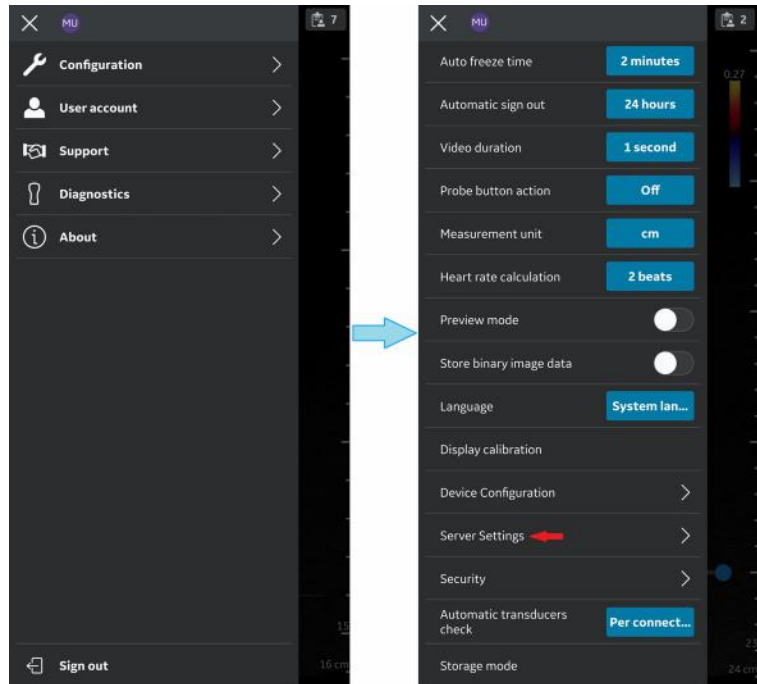 MU
7
Configuration
User account
Support
Diagnostics
About
15
Sign out
16 cm
MU
2
Auto freeze time
2 minutes
0.27
Automatic sign out
24 hours
Video duration
1 second
Probe button action
Off
Measurement unit
cm
Heart rate calculation
2 beats
Preview mode
Store binary image data
Language
System lan...
Display calibration
Device Configuration
Server Settings
Security
Automatic transducers
check
Per connect...
23
Storage mode
24 cm